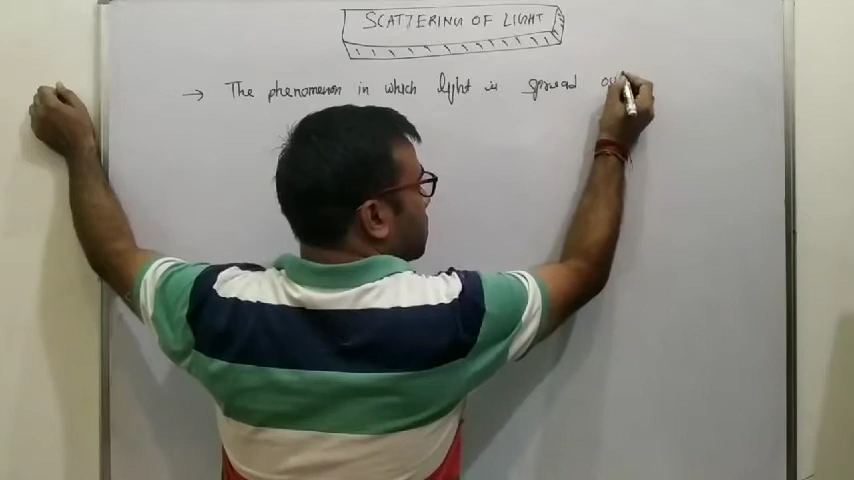 SCATTERING OF LIGHT
→ The phenomenon in which light is spread